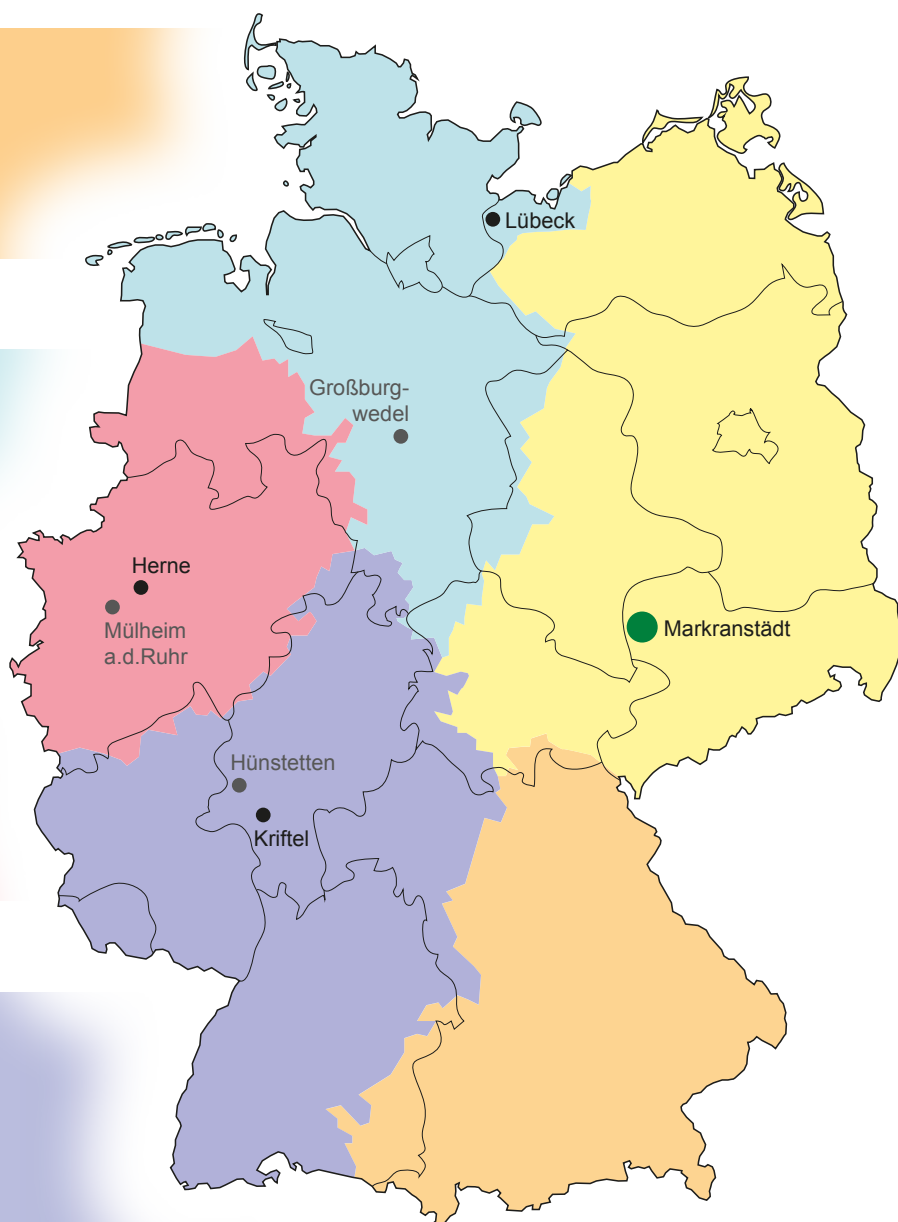 Lübeck
Großburg-
wedel
Herne
Mülheim
a.d.Ruhr
Markranstädt
Hünstetten
Kriftel